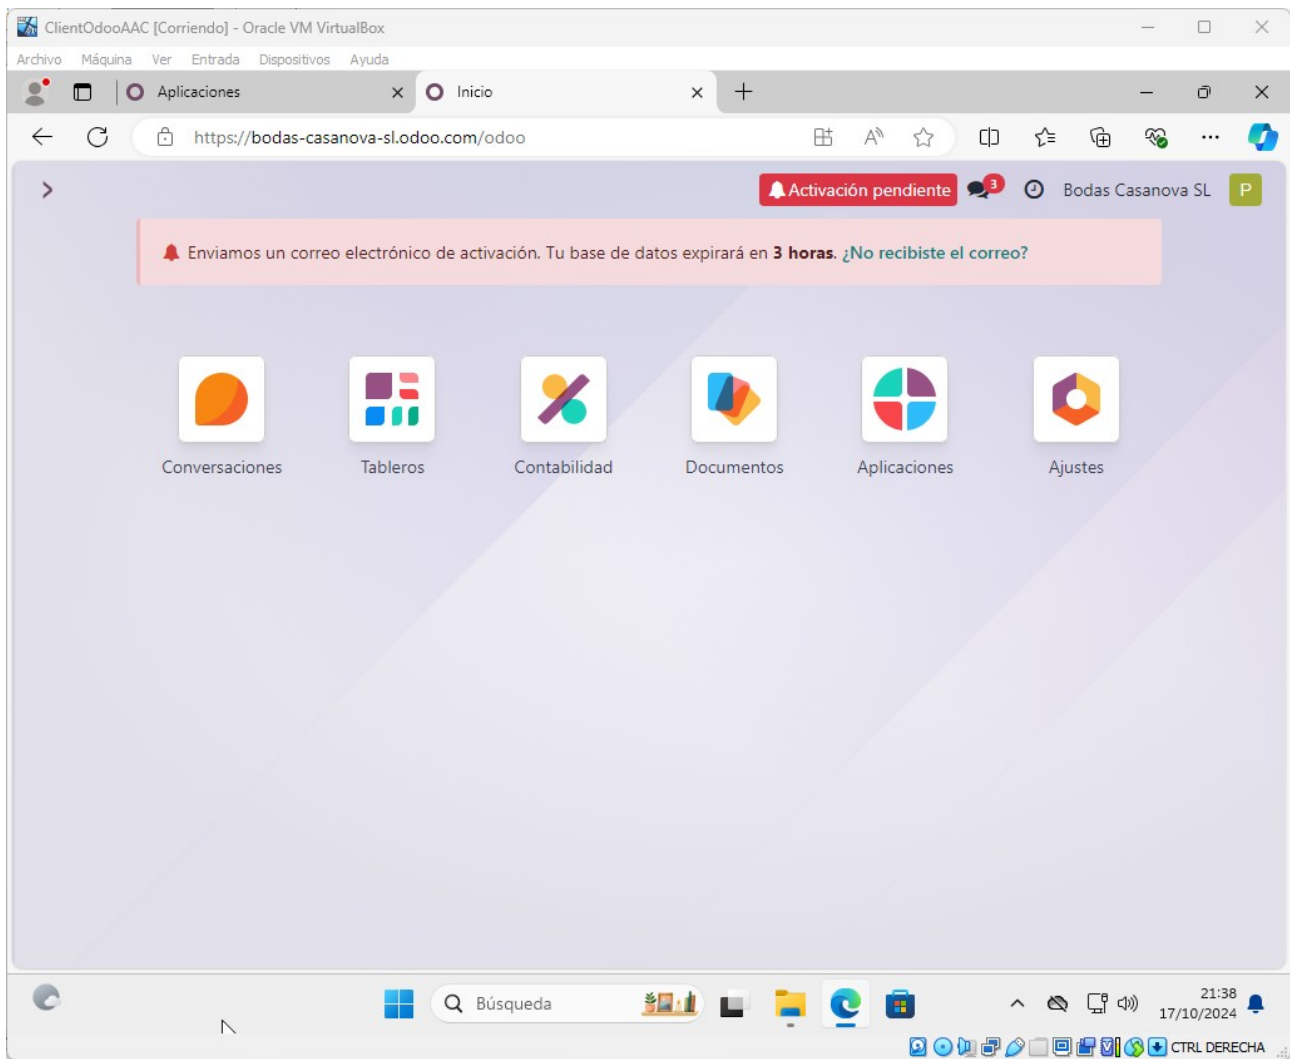 ClientOdooAAC [Corriendo] - Oracle VM VirtualBox
Archivo Máquina Ver Entrada Dispositivos Ayuda
Aplicaciones Inicio
https://bodas-casanova-sl.odoo.com/odoo
Activación pendiente 3 Bodas Casanova SL P
Enviamos un correo electrónico de activación. Tu base de datos expirará en 3 horas. ¿No recibiste el correo?
Conversaciones Tableros Contabilidad Documentos Aplicaciones Ajustes
Búsqueda
21:38
17/10/2024
CTRL DERECHA